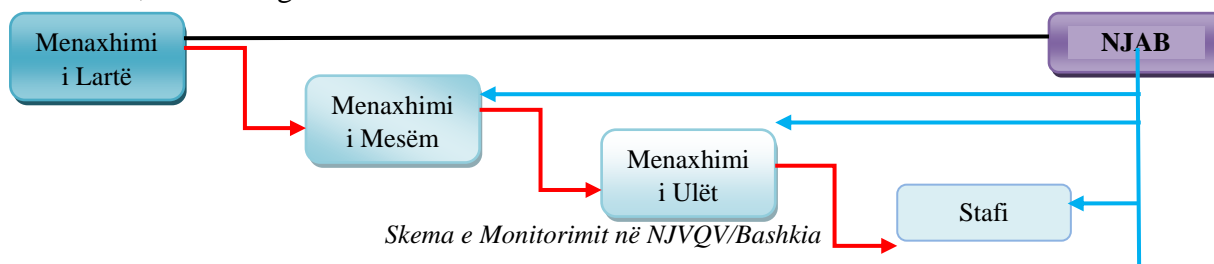 Menaxhimi
i Lartë
NJAB
Menaxhimi
i Mesëm
Menaxhimi
i Ulët
Stafi
Skema e Monitorimit në NJVQV/Bashkia